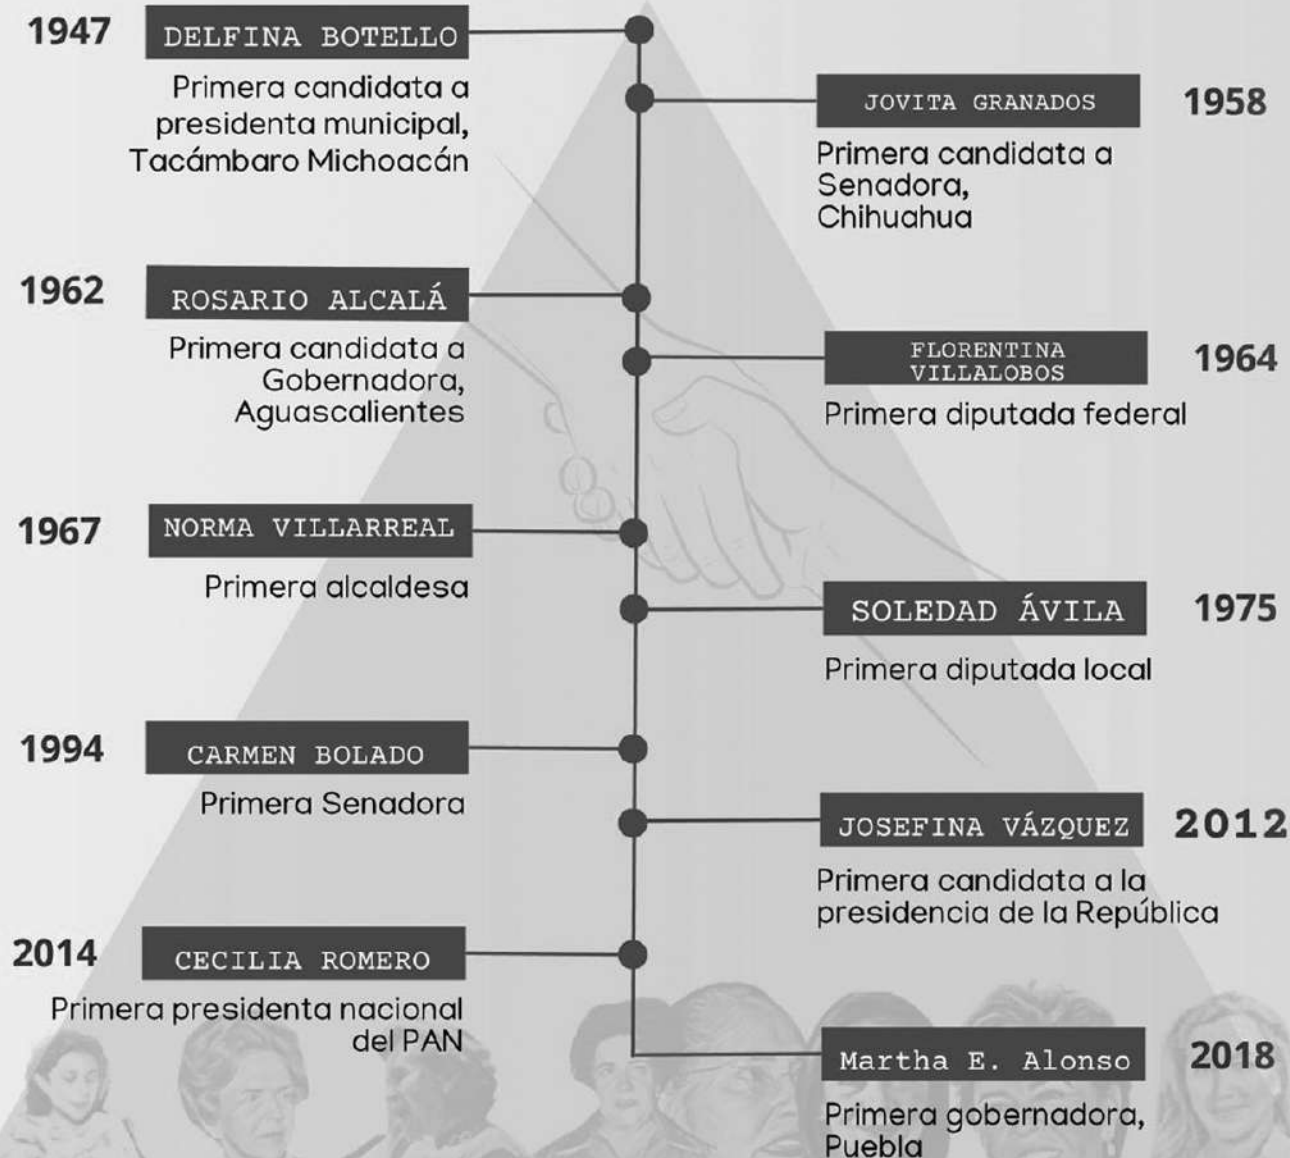 1947
DELFINA BOTELLO
Primera candidata a
presidenta municipal,
Tacámbaro Michoacán
JOVITA GRANADOS
1958
Primera candidata a
Senadora,
Chihuahua
1962
ROSARIO ALCALÁ
Primera candidata a
Gobernadora,
Aguascalientes
FLORENTINA
VILLALOBOS
1964
Primera diputada federal
1967
NORMA VILLARREAL
Primera alcaldesa
SOLEDAD ÁVILA
1975
Primera diputada local
1994
CARMEN BOLADO
Primera Senadora
JOSEFINA VÁZQUEZ
2012
Primera candidata a la
presidencia de la República
2014
CECILIA ROMERO
Primera presidenta nacional
del PAN
Martha E. Alonso
2018
Primera gobernadora,
Puebla